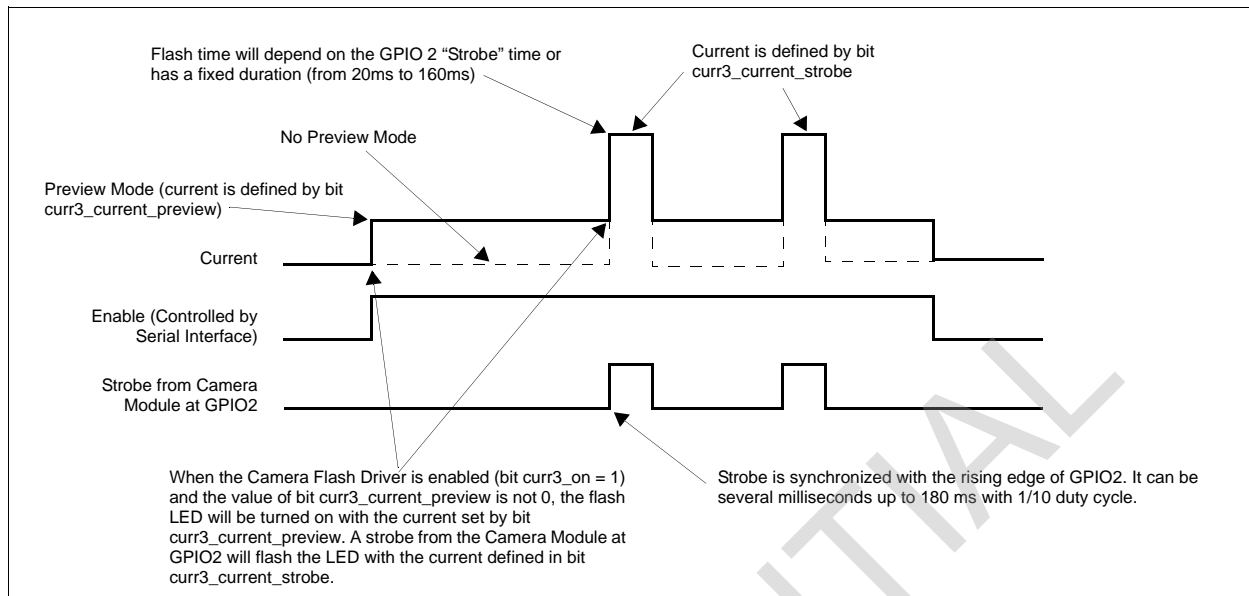 Flash time will depend on the GPIO 2 “Strobe” time or
has a fixed duration (from 20ms to 160ms)
Current is defined by bit
curr3_current_strobe
No Preview Mode
Preview Mode (current is defined by bit
curr3_current_preview)
Current
Enable (Controlled by
Serial Interface)
Strobe from Camera
Module at GPIO2
When the Camera Flash Driver is enabled (bit curr3_on = 1)
and the value of bit curr3_current_preview is not 0, the flash
LED will be turned on with the current set by bit
curr3_current_preview. A strobe from the Camera Module at
GPIO2 will flash the LED with the current defined in bit
curr3_current_strobe.
Strobe is synchronized with the rising edge of GPIO2. It can be
several milliseconds up to 180 ms with 1/10 duty cycle.
NTIAL